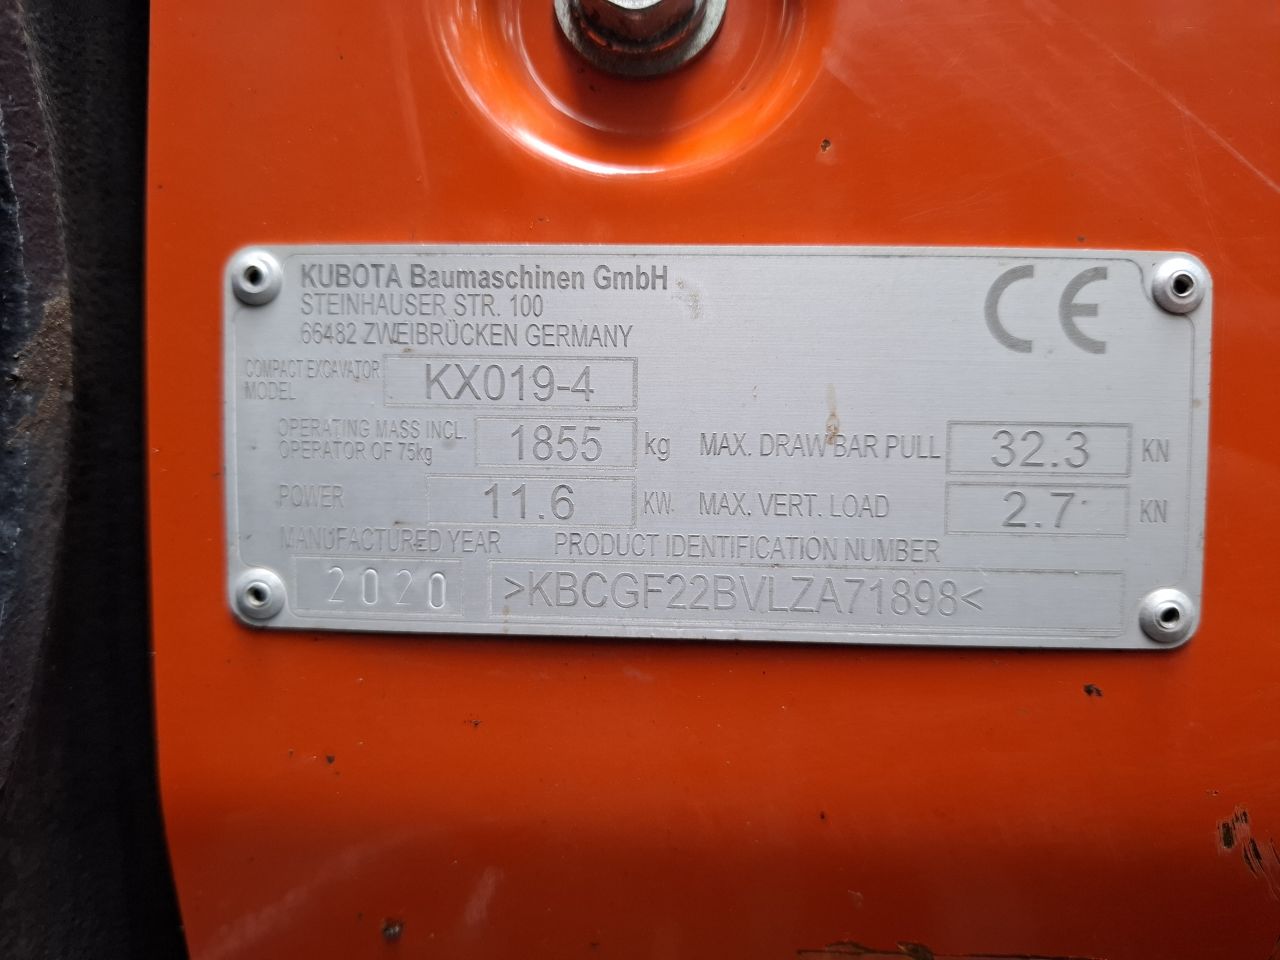 KUBOTA Baumaschinen GmbH
STEINHAUSER STR. 100
66482 ZWEIBRÜCKEN GERMANY
CE
COMPACT EXCAVATOR
MODEL
KX019-4
OPERATING MASS INCL.
OPERATOR OF 75kg
1855 kg
MAX. DRAW BAR PULL 32.3 KN
POWER 11.6 KW
MAX. VERT. LOAD 2.7 KN
MANUFACTURED YEAR PRODUCT IDENTIFICATION NUMBER
2020 >KBCGF22BVLZA71898<